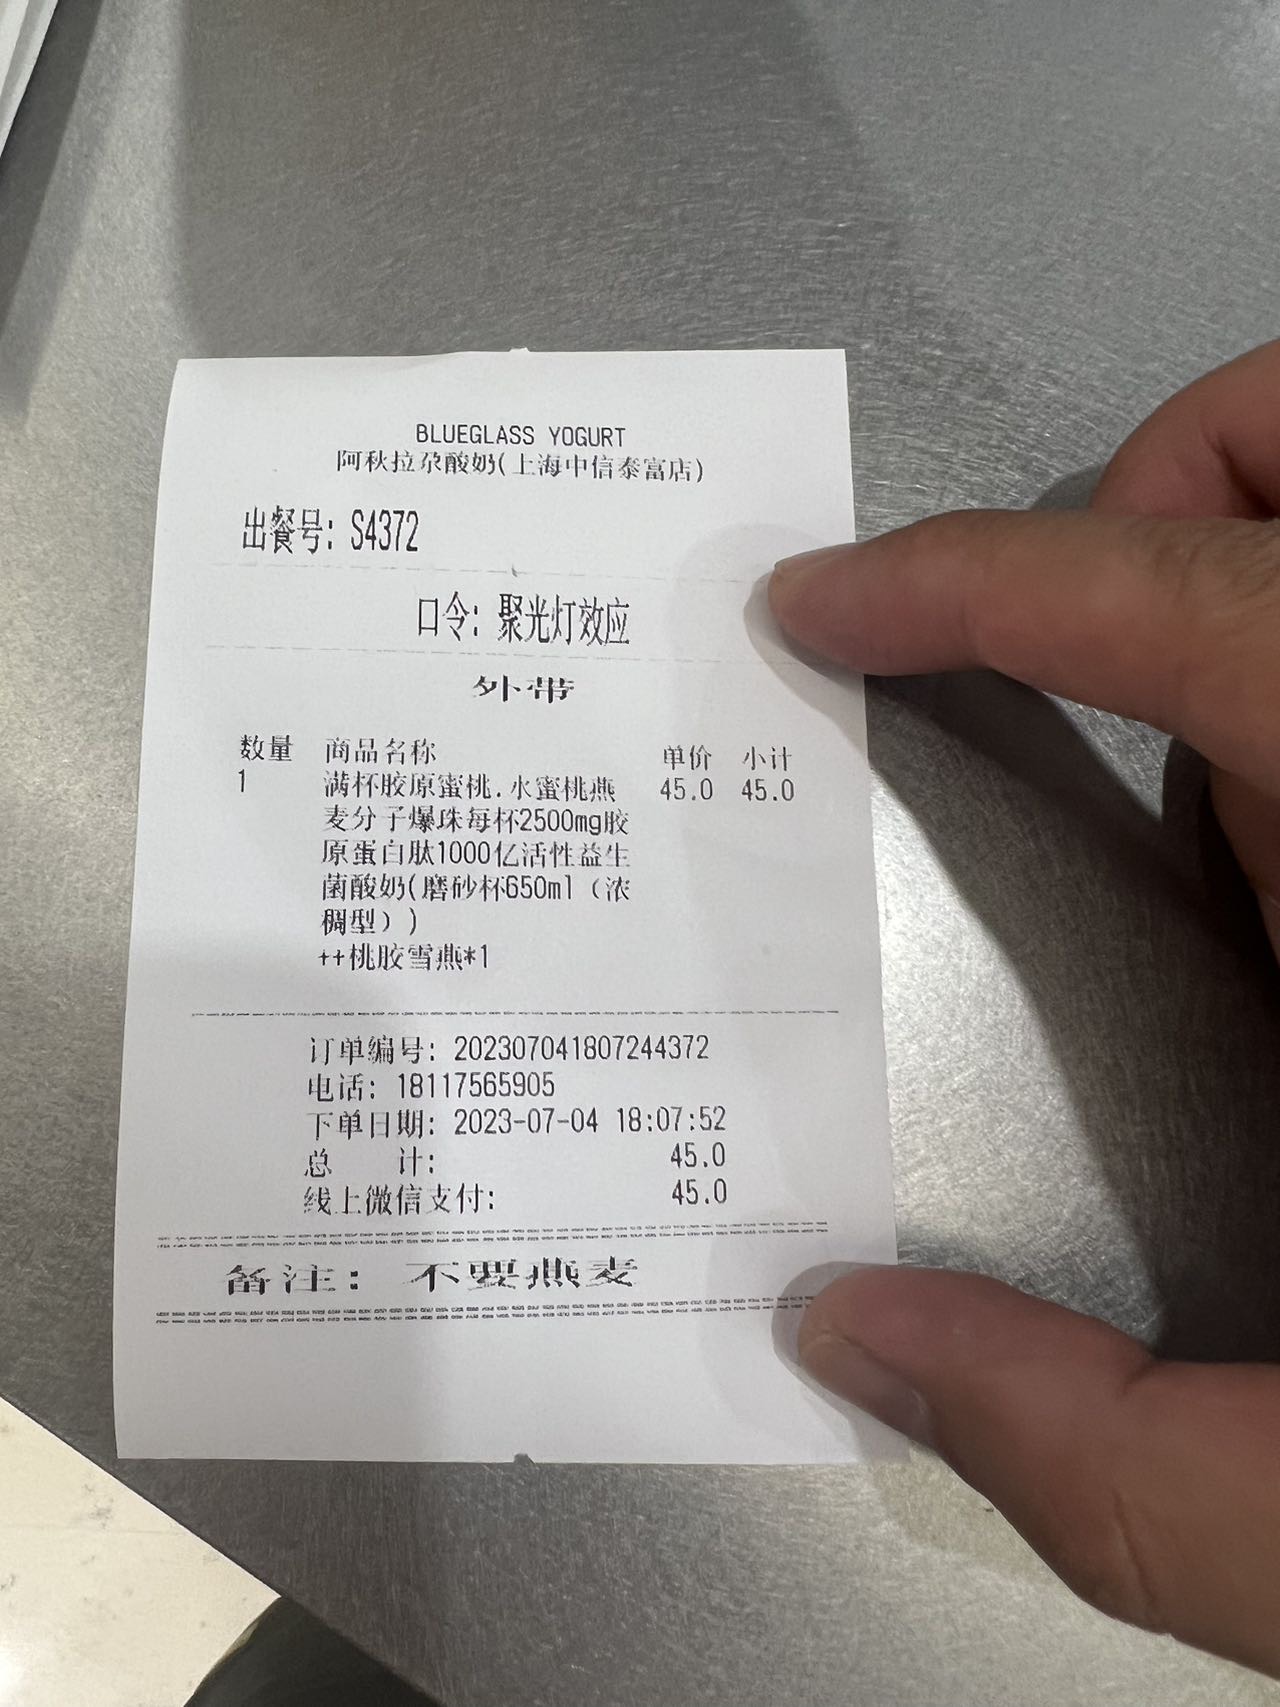 BLUEGLASS YOGURT
阿秋拉尕酸奶(上海中信泰富店)
出餐号: S4372
口令: 聚光灯效应
外带
数量 商品名称 单价 小计
1 满杯胶原蜜桃.水蜜桃燕 45.0 45.0
麦分子爆珠每杯2500mg胶
原蛋白肽1000亿活性益生
菌酸奶(磨砂杯650ml（浓
稠型）)
++桃胶雪燕*1
订单编号: 202307041807244372
电话: 18117565905
下单日期: 2023-07-04 18:07:52
总 计: 45.0
线上微信支付: 45.0
备注: 不要燕麦